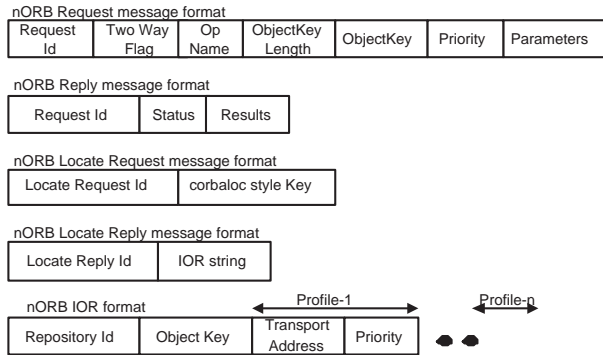 nORB Request message format
Request Id Two Way Flag Op Name ObjectKey Length ObjectKey Priority Parameters
nORB Reply message format
Request Id Status Results
nORB Locate Request message format
Locate Request Id corbaloc style Key
nORB Locate Reply message format
Locate Reply Id IOR string
nORB IOR format Profile-1 Profile-n
Repository Id Object Key Transport Address Priority